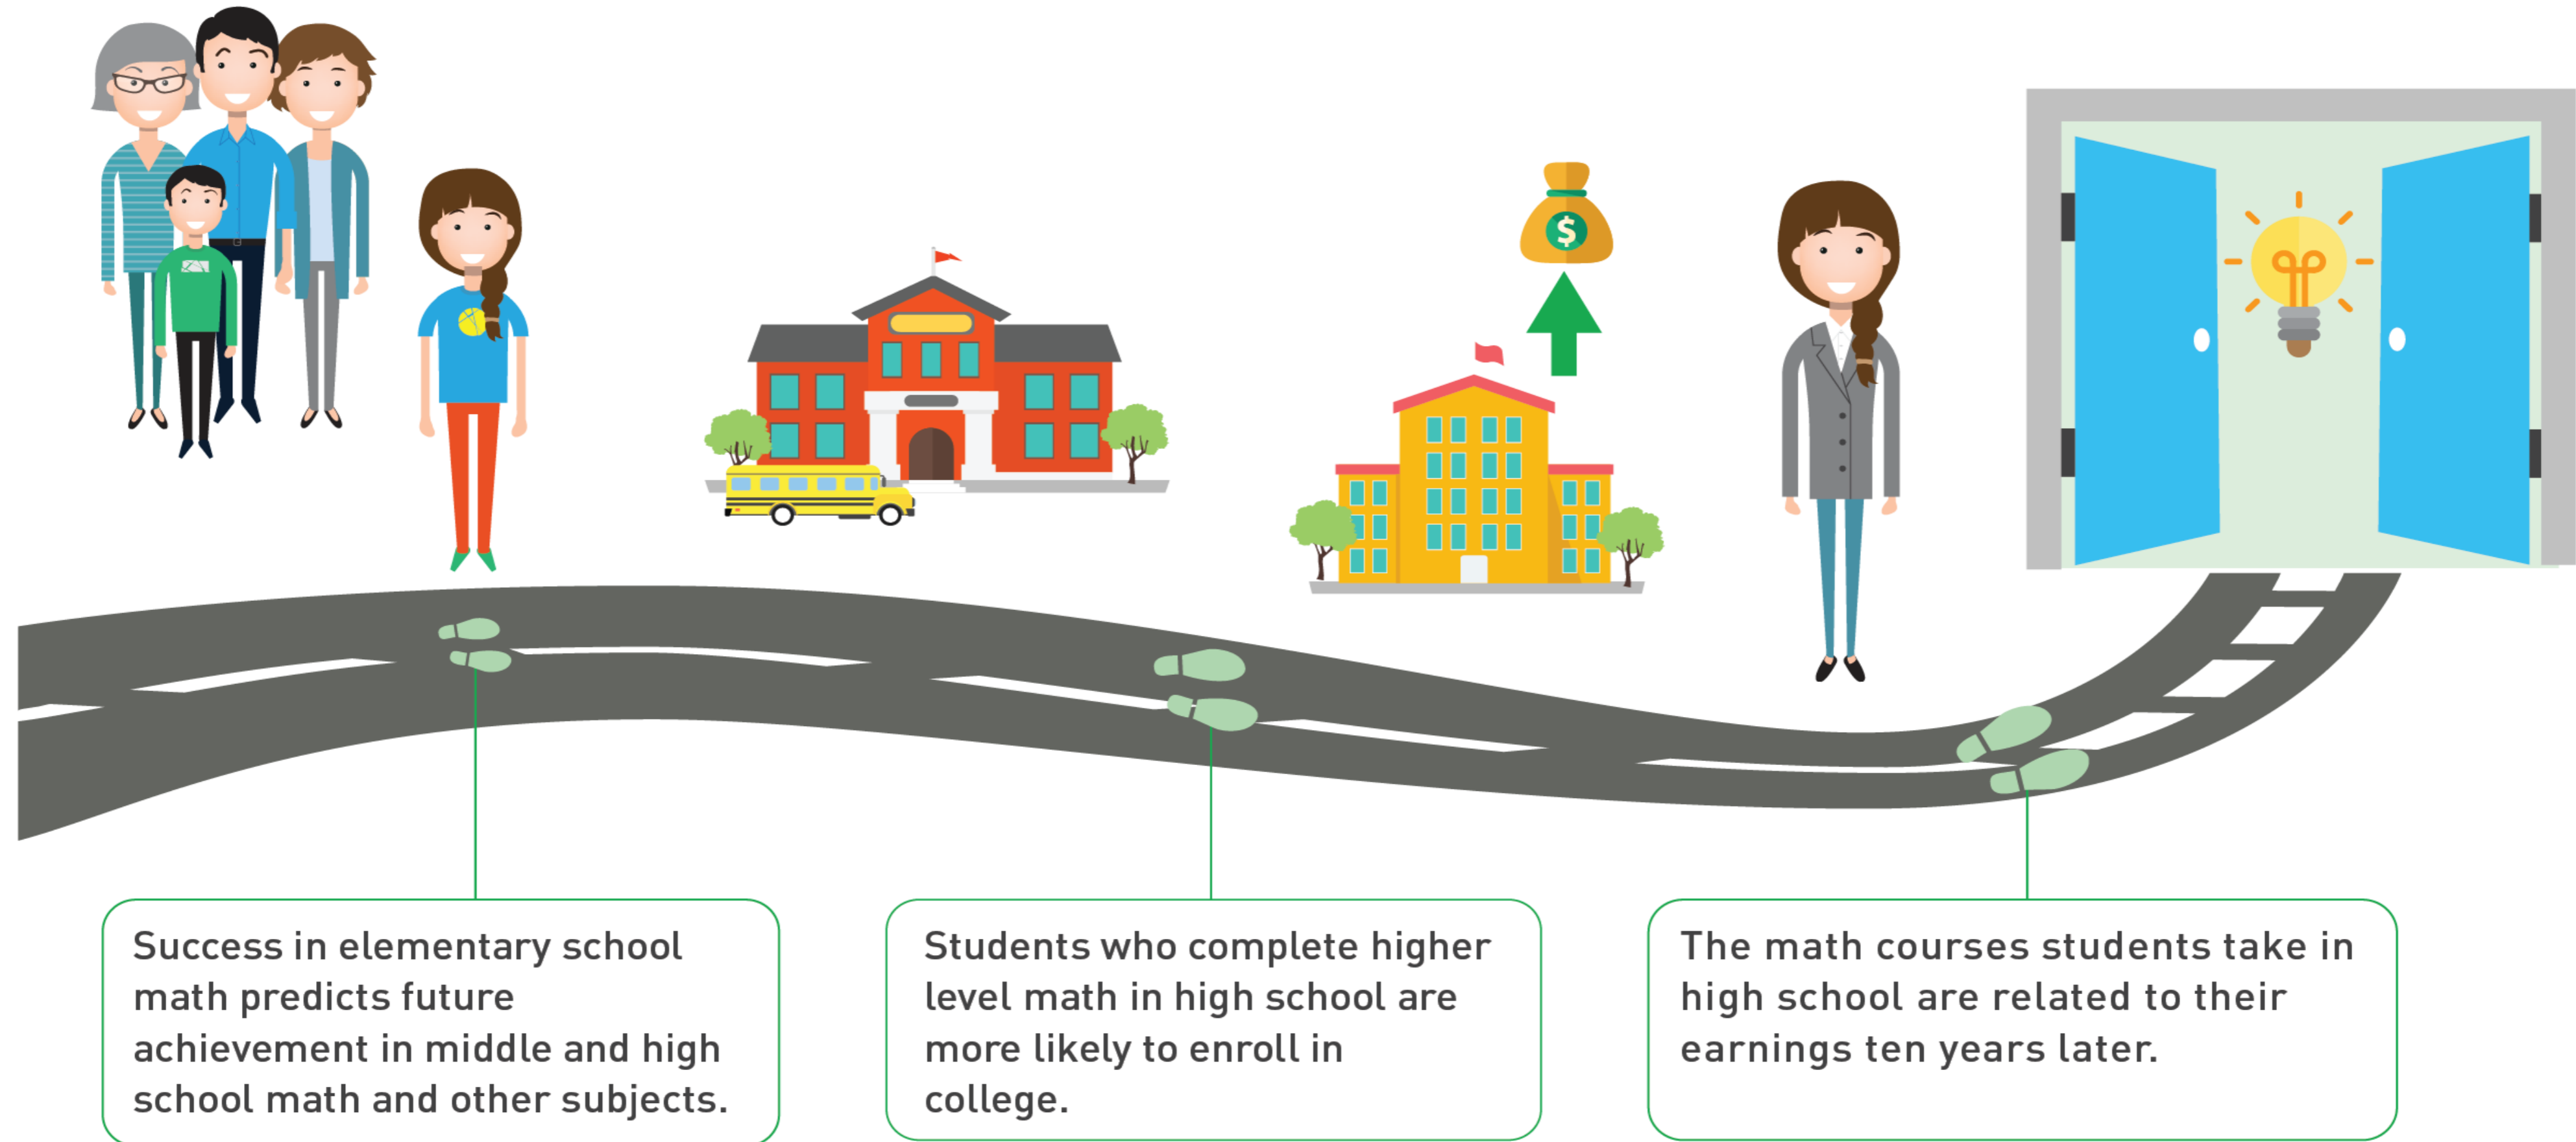 $
Success in elementary school
math predicts future
achievement in middle and high
school math and other subjects.
Students who complete higher
level math in high school are
more likely to enroll in
college.
The math courses students take in
high school are related to their
earnings ten years later.